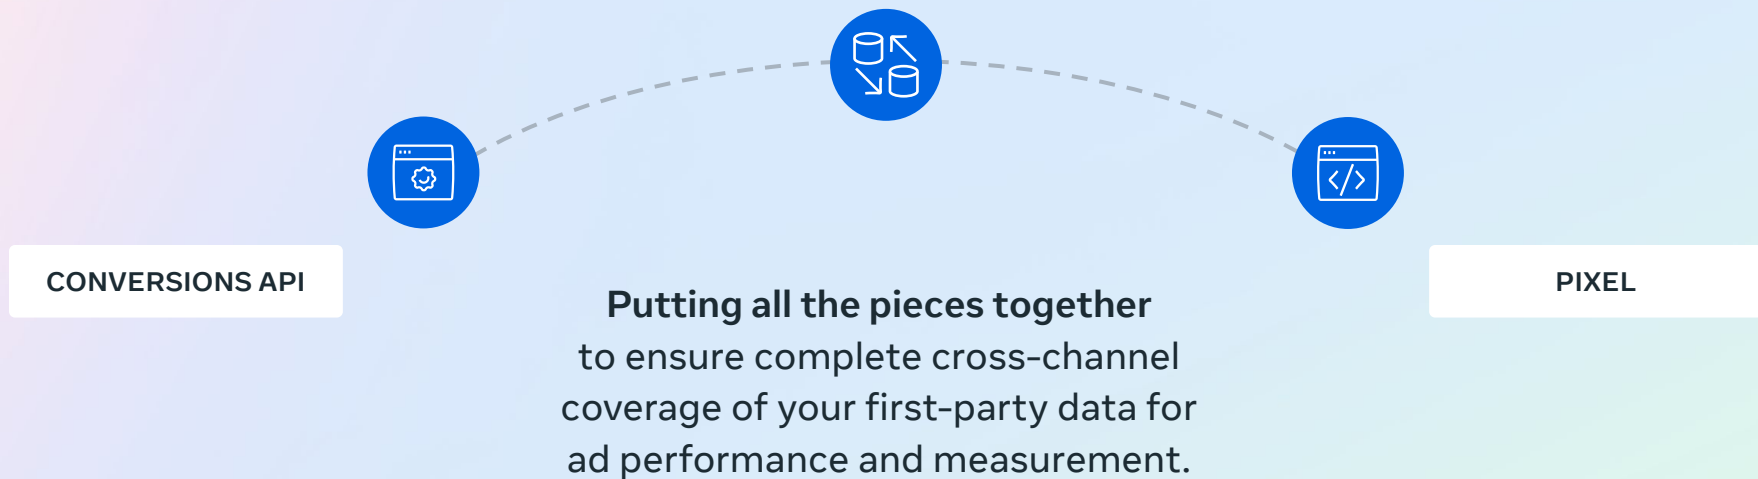 CONVERSIONS API
PIXEL
Putting all the pieces together
to ensure complete cross-channel
coverage of your first-party data for
ad performance and measurement.